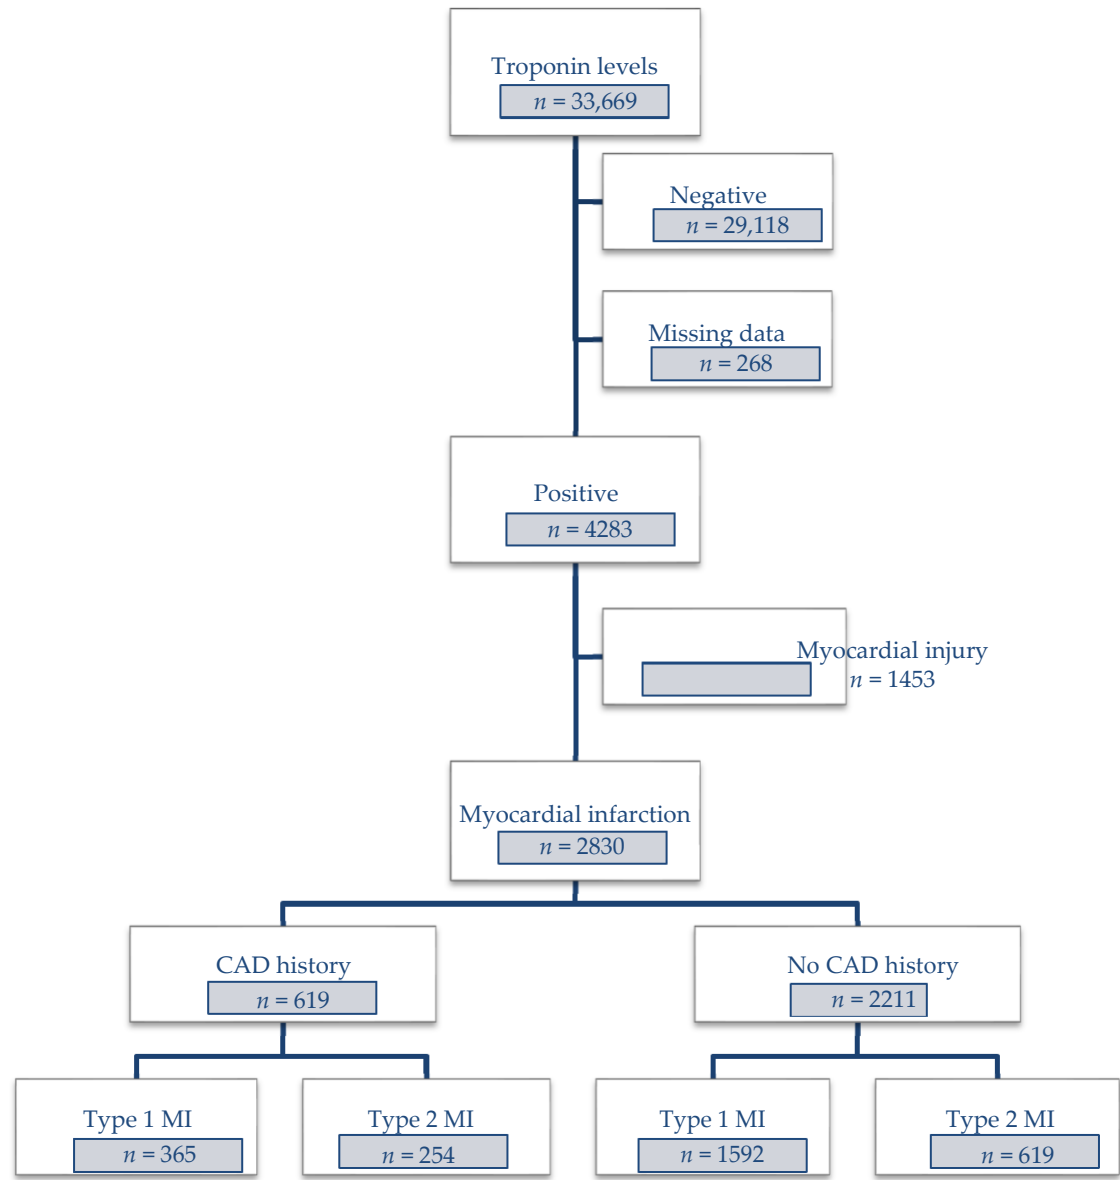 Troponin levels
n = 33,669
Negative
n = 29,118
Missing data
n = 268
Positive
n = 4283
Myocardial injury
n = 1453
Myocardial infarction
n = 2830
CAD history
n = 619
No CAD history
n = 2211
Type 1 MI
n = 365
Type 2 MI
n = 254
Type 1 MI
n = 1592
Type 2 MI
n = 619